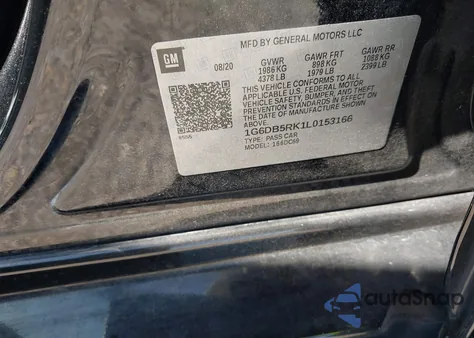 MFD BY GENERAL MOTORS LLC
GM
08/20
GVWR GAWR FRT GAWR RR
1986 KG 898 KG 1088 KG
4378 LB 1979 LB 2399 LB
THIS VEHICLE CONFORMS TO ALL
APPLICABLE U.S. FEDERAL MOTOR
VEHICLE SAFETY, BUMPER, AND THEFT
PREVENTION STANDARDS IN EFFECT ON
THE DATE OF MANUFACTURE SHOWN
ABOVE.
1G6DB5RK1L0153166
TYPE: PASS CAR
MODEL: 166DC69
autoSnap